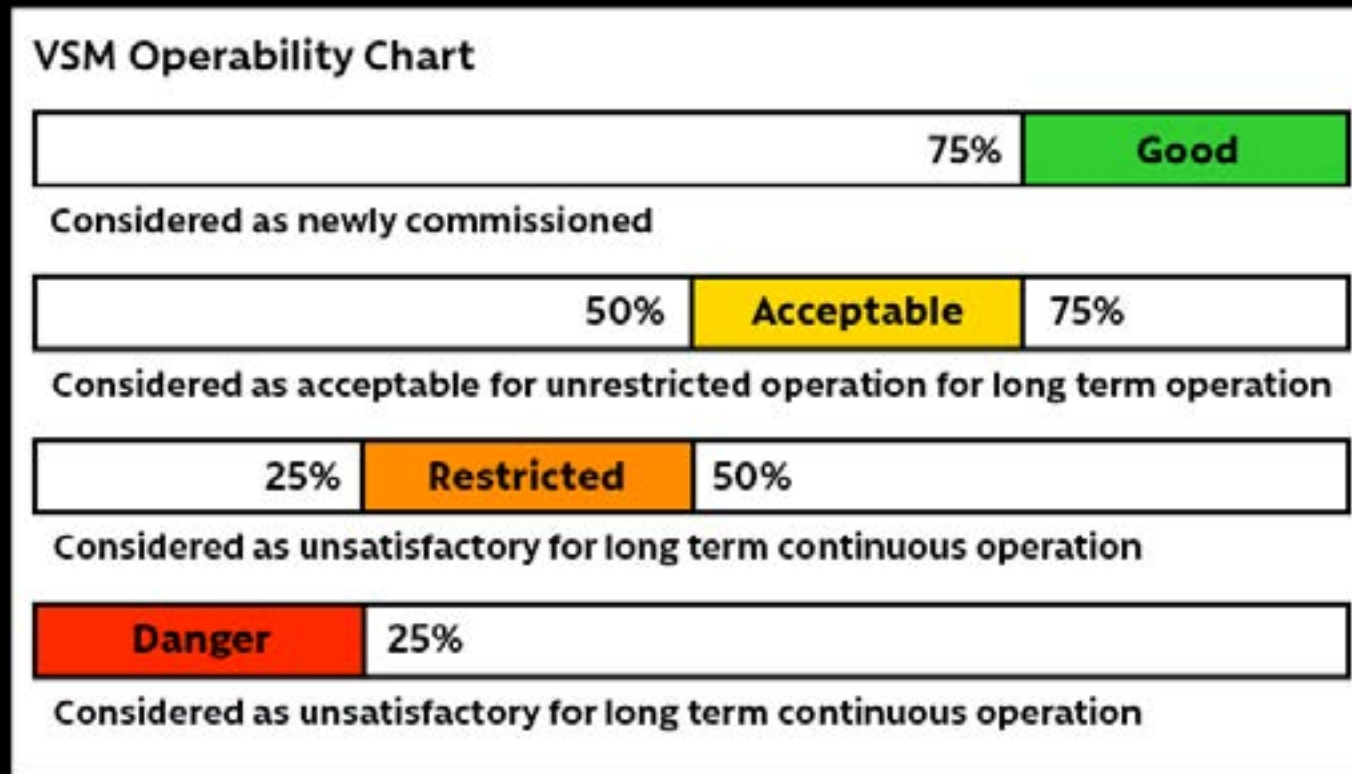 VSM Operability Chart
75% Good
Considered as newly commissioned
50% Acceptable 75%
Considered as acceptable for unrestricted operation for long term operation
25% Restricted 50%
Considered as unsatisfactory for long term continuous operation
Danger 25%
Considered as unsatisfactory for long term continuous operation